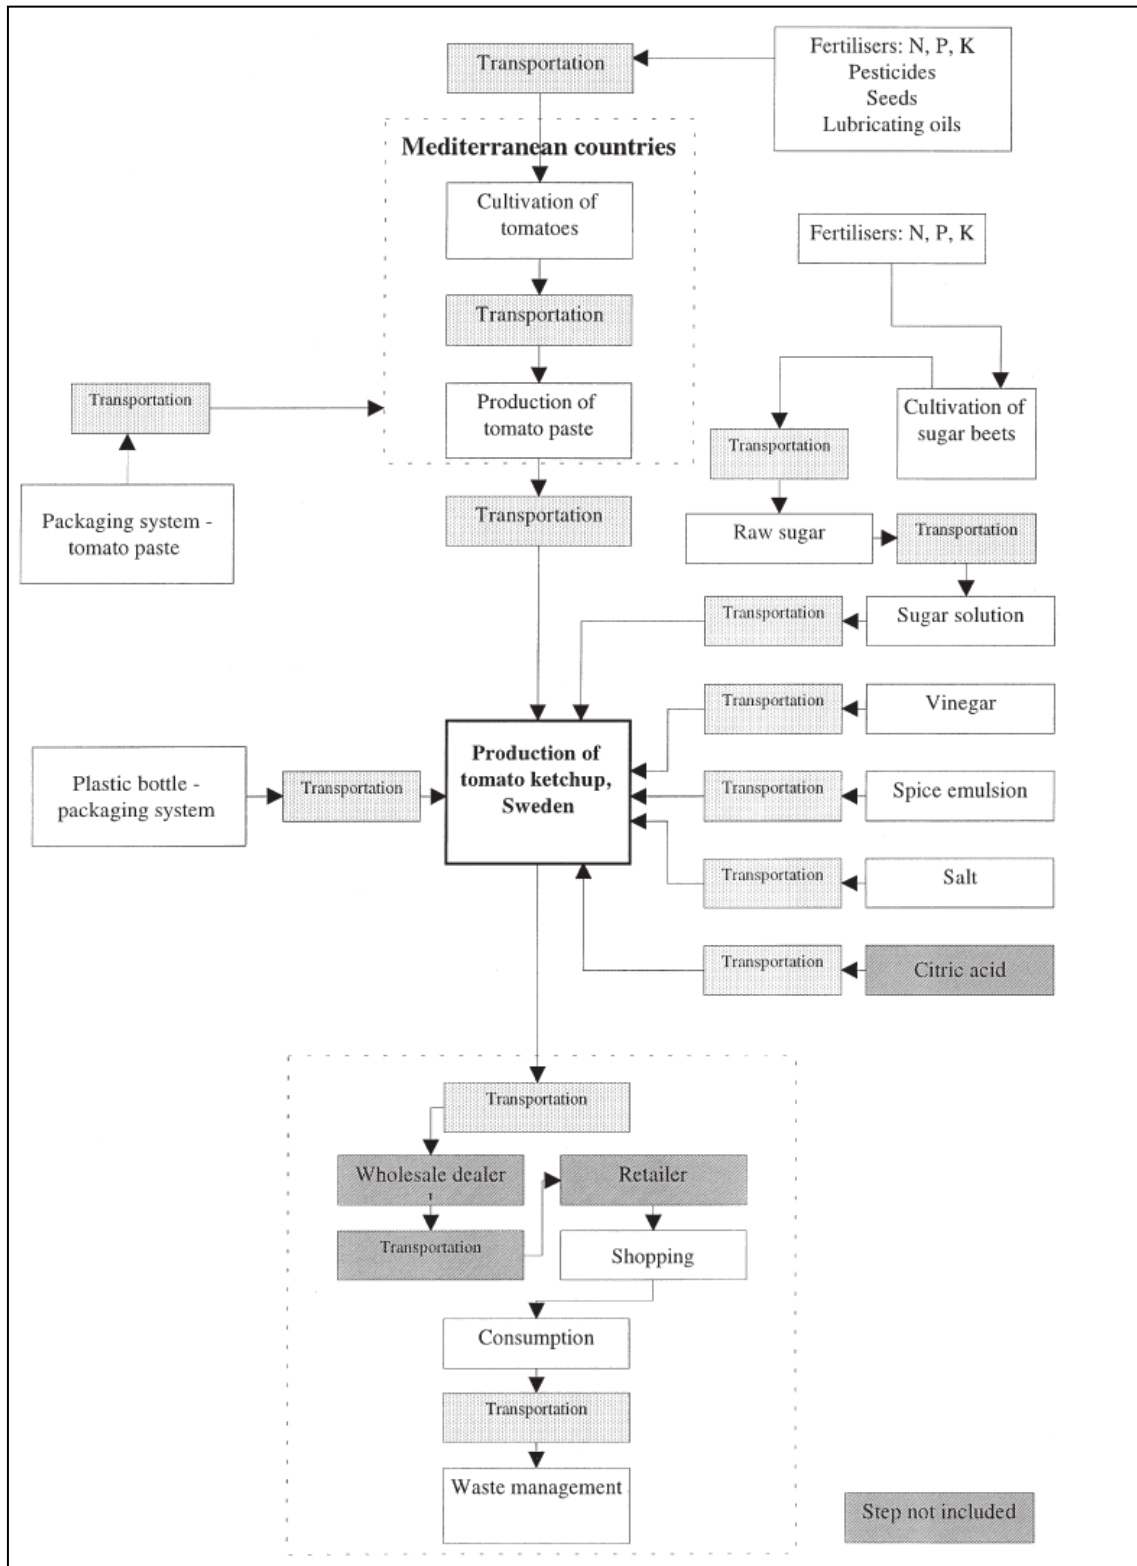 Transportation
Fertilisers: N, P, K
Pesticides
Seeds
Lubricating oils
Mediterranean countries
Cultivation of
tomatoes
Fertilisers: N, P, K
Transportation
Transportation
Production of
tomato paste
Cultivation of
sugar beets
Transportation
Packaging system -
tomato paste
Transportation
Raw sugar
Transportation
Transportation
Sugar solution
Transportation
Vinegar
Plastic bottle -
packaging system
Transportation
Production of
tomato ketchup,
Sweden
Transportation
Spice emulsion
Transportation
Salt
Transportation
Citric acid
Transportation
Wholesale dealer
Retailer
Transportation
Shopping
Consumption
Transportation
Waste management
Step not included